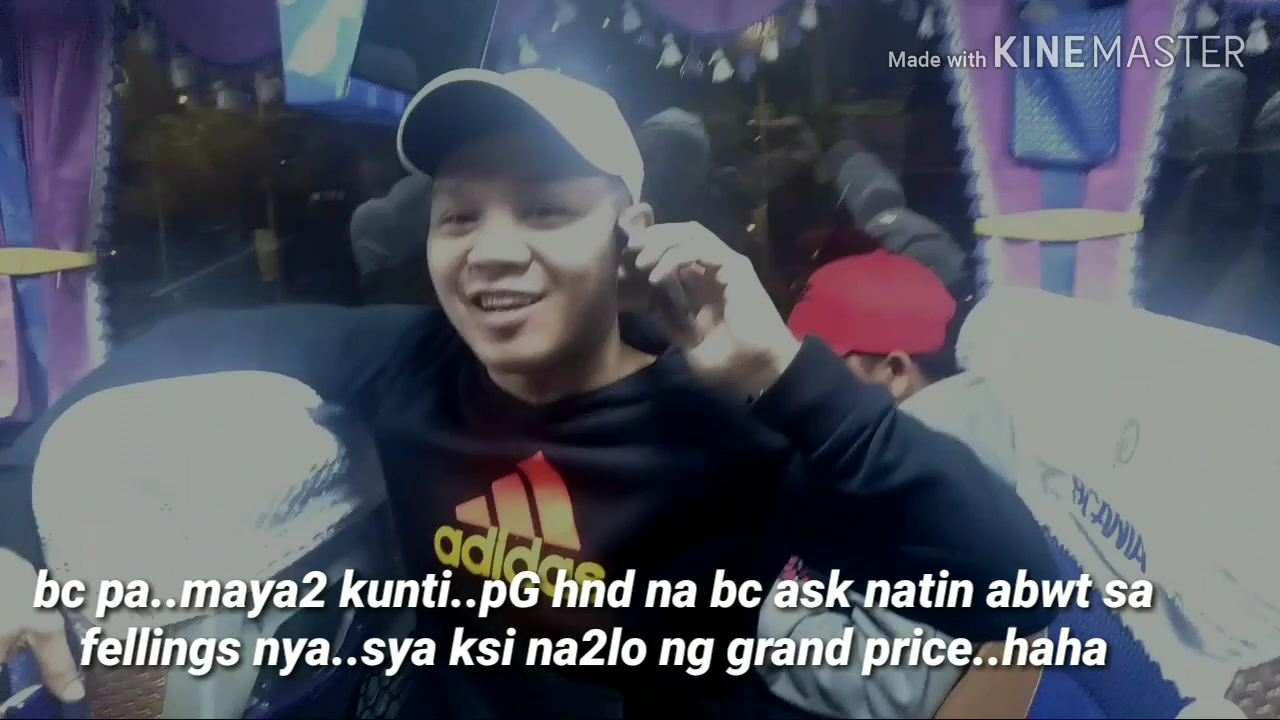 Made with KINEMASTER
SCANIA
adidas
bc pa..maya2 kunti..pG hnd na bc ask natin abwt sa
fellings nya..sya ksi na2lo ng grand price..haha